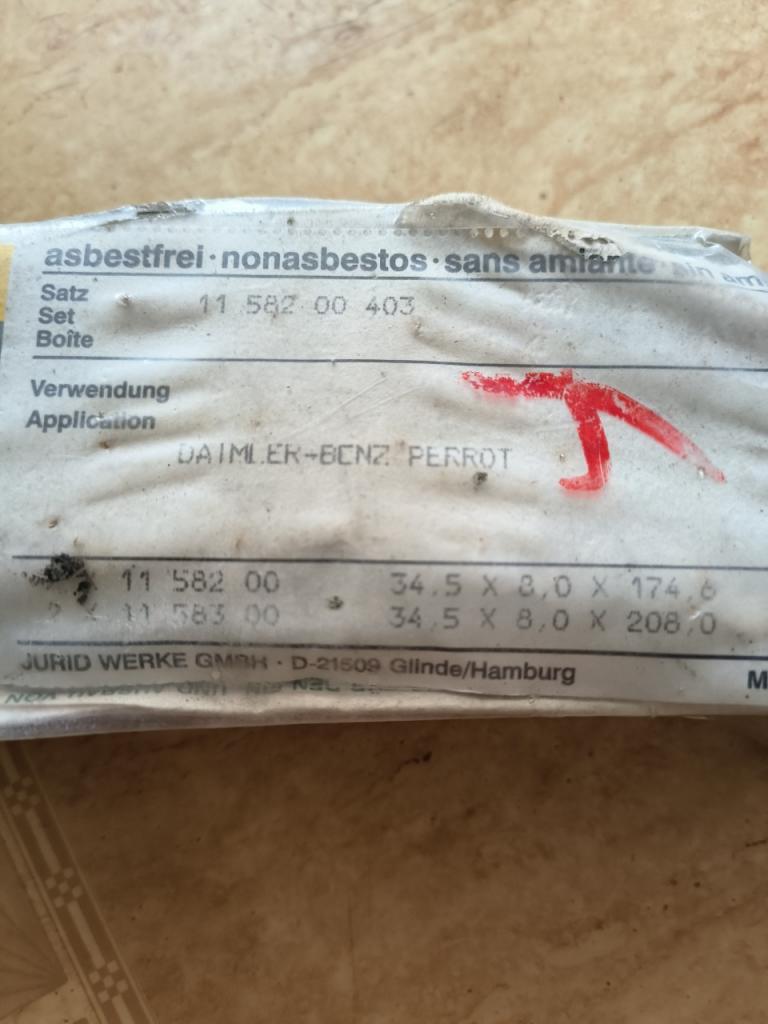 asbestfrei · nonasbestos · sans amiante
Satz
Set
Boîte
11 582 00 403
Verwendung
Application
DAIMLER-BENZ PERROT
11 582 00 34.5 X 8,0 X 174,6
2 X 11 583 00 34,5 X 8,0 X 208,0
JURID WERKE GMBH · D-21509 Glinde/Hamburg
M